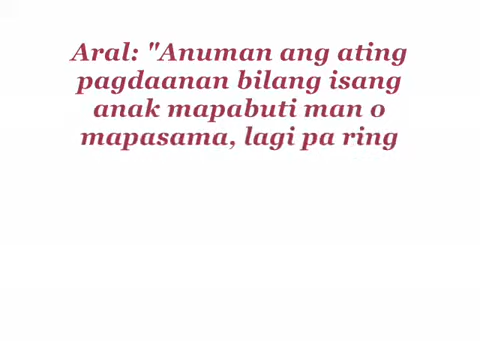 Aral: "Anuman ang ating
pagdaanan bilang isang
anak mapabuti man o
mapasama, lagi pa ring